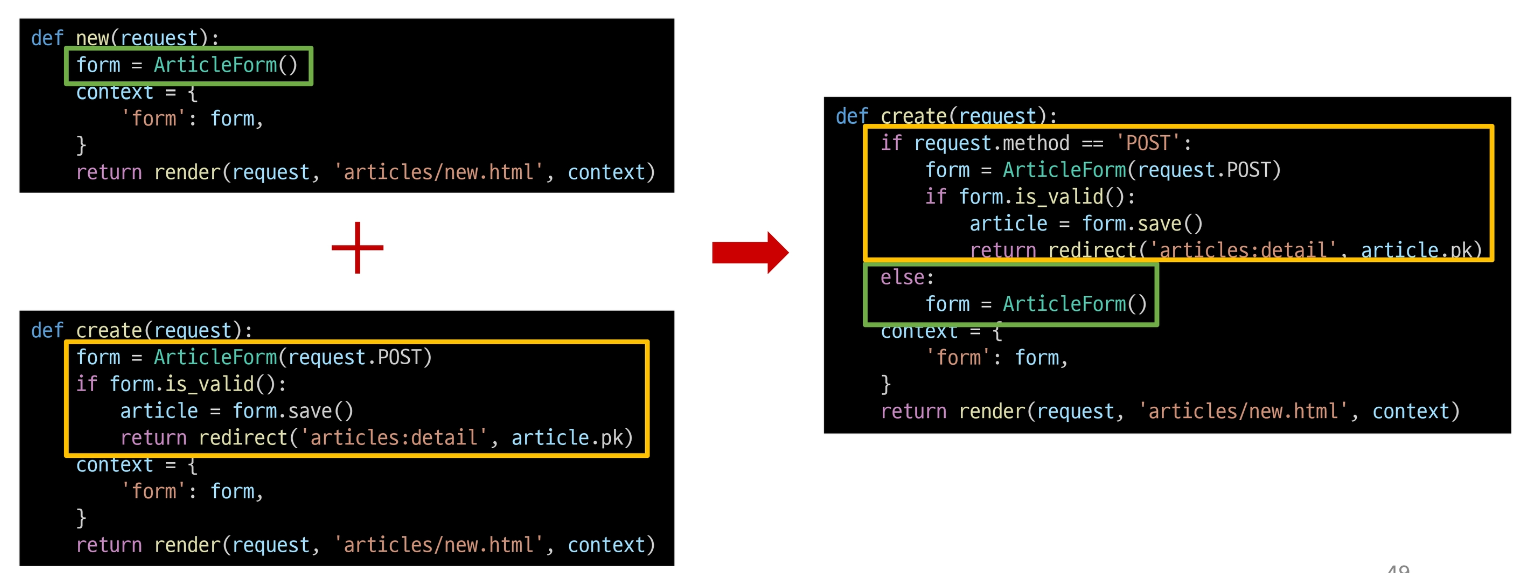 def new(request):
    form = ArticleForm()
    context = {
        'form': form,
    }
    return render(request, 'articles/new.html', context)
def create(request):
    form = ArticleForm(request.POST)
    if form.is_valid():
        article = form.save()
        return redirect('articles:detail', article.pk)
    context = {
        'form': form,
    }
    return render(request, 'articles/new.html', context)
def create(request):
    if request.method == 'POST':
        form = ArticleForm(request.POST)
        if form.is_valid():
            article = form.save()
            return redirect('articles:detail', article.pk)
    else:
        form = ArticleForm()
    context = {
        'form': form,
    }
    return render(request, 'articles/new.html', context)
49